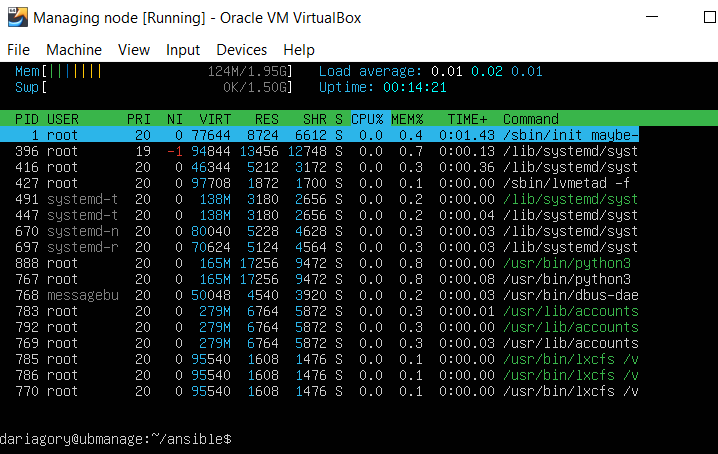 Managing node [Running] - Oracle VM VirtualBox
File Machine View Input Devices Help
Mem[||||||| 124M/1.95G] Load average: 0.01 0.02 0.01
Swp[ 0K/1.50G] Uptime: 00:14:21
PID USER PRI NI VIRT RES SHR S CPU% MEM% TIME+ Command
1 root 20 0 77644 8724 6612 S 0.0 0.4 0:01.43 /sbin/init maybe-
396 root 19 -1 94844 13456 12748 S 0.0 0.7 0:00.13 /lib/systemd/syst
416 root 20 0 46344 5212 3172 S 0.0 0.3 0:00.36 /lib/systemd/syst
427 root 20 0 97708 1872 1700 S 0.0 0.1 0:00.00 /sbin/lvmetad -f
491 systemd-t 20 0 138M 3180 2656 S 0.0 0.2 0:00.00 /lib/systemd/syst
447 systemd-t 20 0 138M 3180 2656 S 0.0 0.2 0:00.04 /lib/systemd/syst
670 systemd-n 20 0 80040 5228 4628 S 0.0 0.3 0:00.03 /lib/systemd/syst
697 systemd-r 20 0 70624 5124 4564 S 0.0 0.3 0:00.03 /lib/systemd/syst
888 root 20 0 165M 17256 9472 S 0.0 0.8 0:00.00 /usr/bin/python3
767 root 20 0 165M 17256 9472 S 0.0 0.8 0:00.08 /usr/bin/python3
768 messagebu 20 0 50048 4540 3920 S 0.0 0.2 0:00.03 /usr/bin/dbus-dae
783 root 20 0 279M 6764 5872 S 0.0 0.3 0:00.01 /usr/lib/accounts
792 root 20 0 279M 6764 5872 S 0.0 0.3 0:00.00 /usr/lib/accounts
769 root 20 0 279M 6764 5872 S 0.0 0.3 0:00.03 /usr/lib/accounts
785 root 20 0 95540 1608 1476 S 0.0 0.1 0:00.00 /usr/bin/lxcfs /v
786 root 20 0 95540 1608 1476 S 0.0 0.1 0:00.00 /usr/bin/lxcfs /v
770 root 20 0 95540 1608 1476 S 0.0 0.1 0:00.00 /usr/bin/lxcfs /v
dariagory@ubmanage:~/ansible$